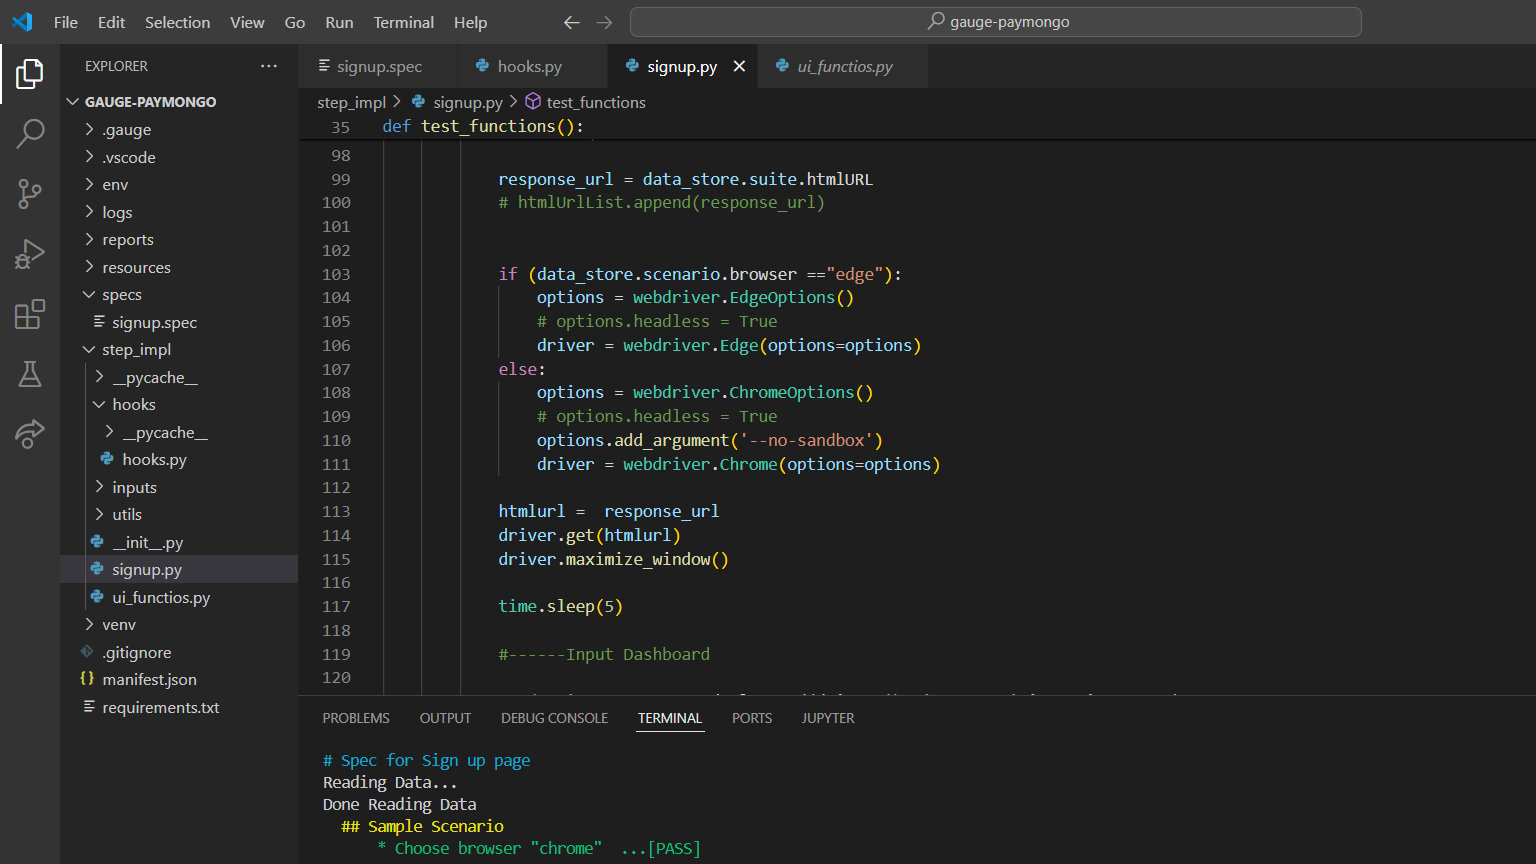 File Edit Selection View Go Run Terminal Help
gauge-paymongo
EXPLORER
GAUGE-PAYMONGO
.gauge
.vscode
env
logs
reports
resources
specs
signup.spec
step_impl
__pycache__
hooks
__pycache__
hooks.py
inputs
utils
__init__.py
signup.py
ui_functios.py
venv
.gitignore
manifest.json
requirements.txt
signup.spec hooks.py signup.py ui_functios.py
step_impl > signup.py > test_functions
35 def test_functions():
98
99 response_url = data_store.suite.htmlURL
100 # htmlUrlList.append(response_url)
101
102
103 if (data_store.scenario.browser =="edge"):
104 options = webdriver.EdgeOptions()
105 # options.headless = True
106 driver = webdriver.Edge(options=options)
107 else:
108 options = webdriver.ChromeOptions()
109 # options.headless = True
110 options.add_argument('--no-sandbox')
111 driver = webdriver.Chrome(options=options)
112
113 htmlurl =  response_url
114 driver.get(htmlurl)
115 driver.maximize_window()
116
117 time.sleep(5)
118
119 #------Input Dashboard
120
PROBLEMS OUTPUT DEBUG CONSOLE TERMINAL PORTS JUPYTER
# Spec for Sign up page
Reading Data...
Done Reading Data
## Sample Scenario
* Choose browser "chrome"  ...[PASS]